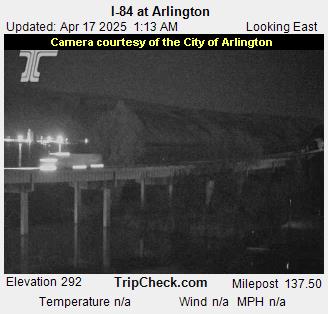 I-84 at Arlington
Updated: Apr 17 2025 1:13 AM Looking East
Camera courtesy of the City of Arlington
Elevation 292 TripCheck.com Milepost 137.50
Temperature n/a Wind n/a MPH n/a